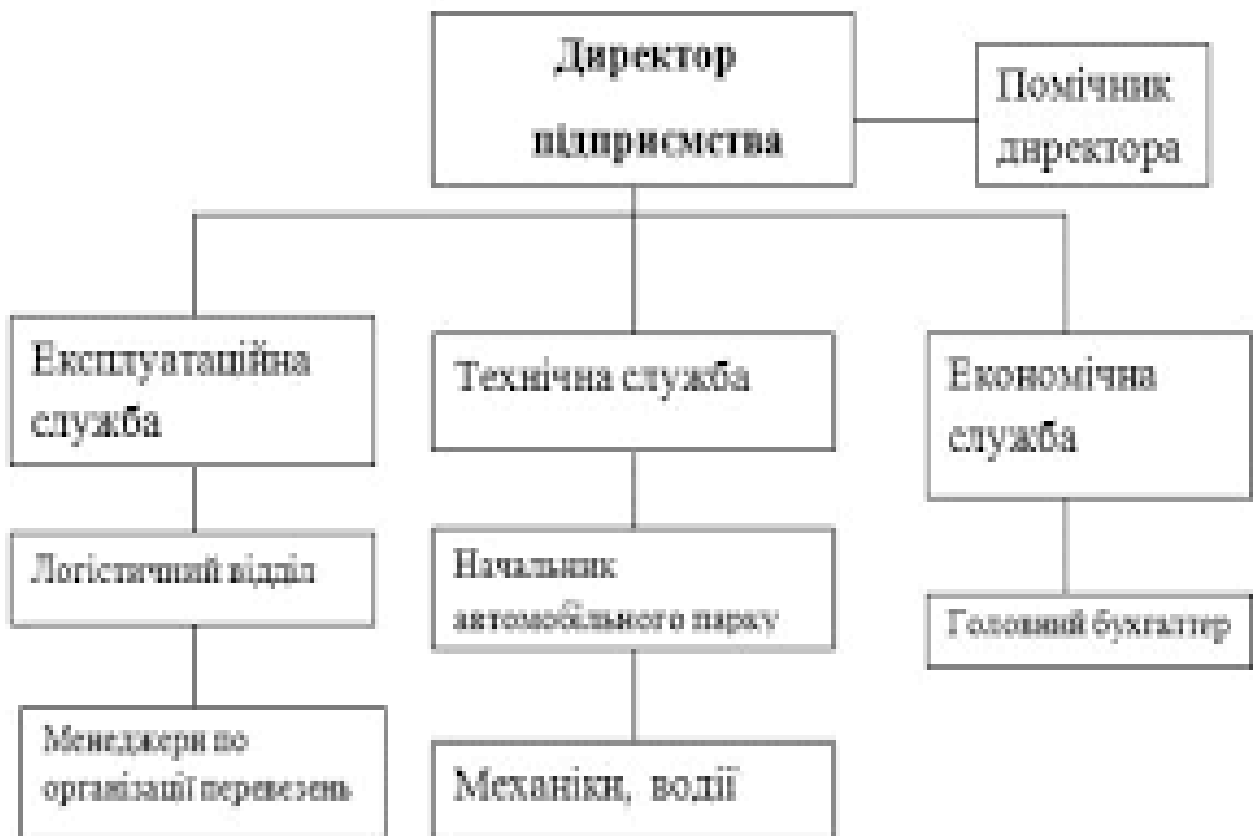 Директор
підприємства
Помічник
директора
Експлуатаційна
служба
Технічна служба
Економічна
служба
Логістичний відділ
Начальник
автомобільного парку
Головний бухгалтер
Менеджери по
організації перевезень
Механіки, водії